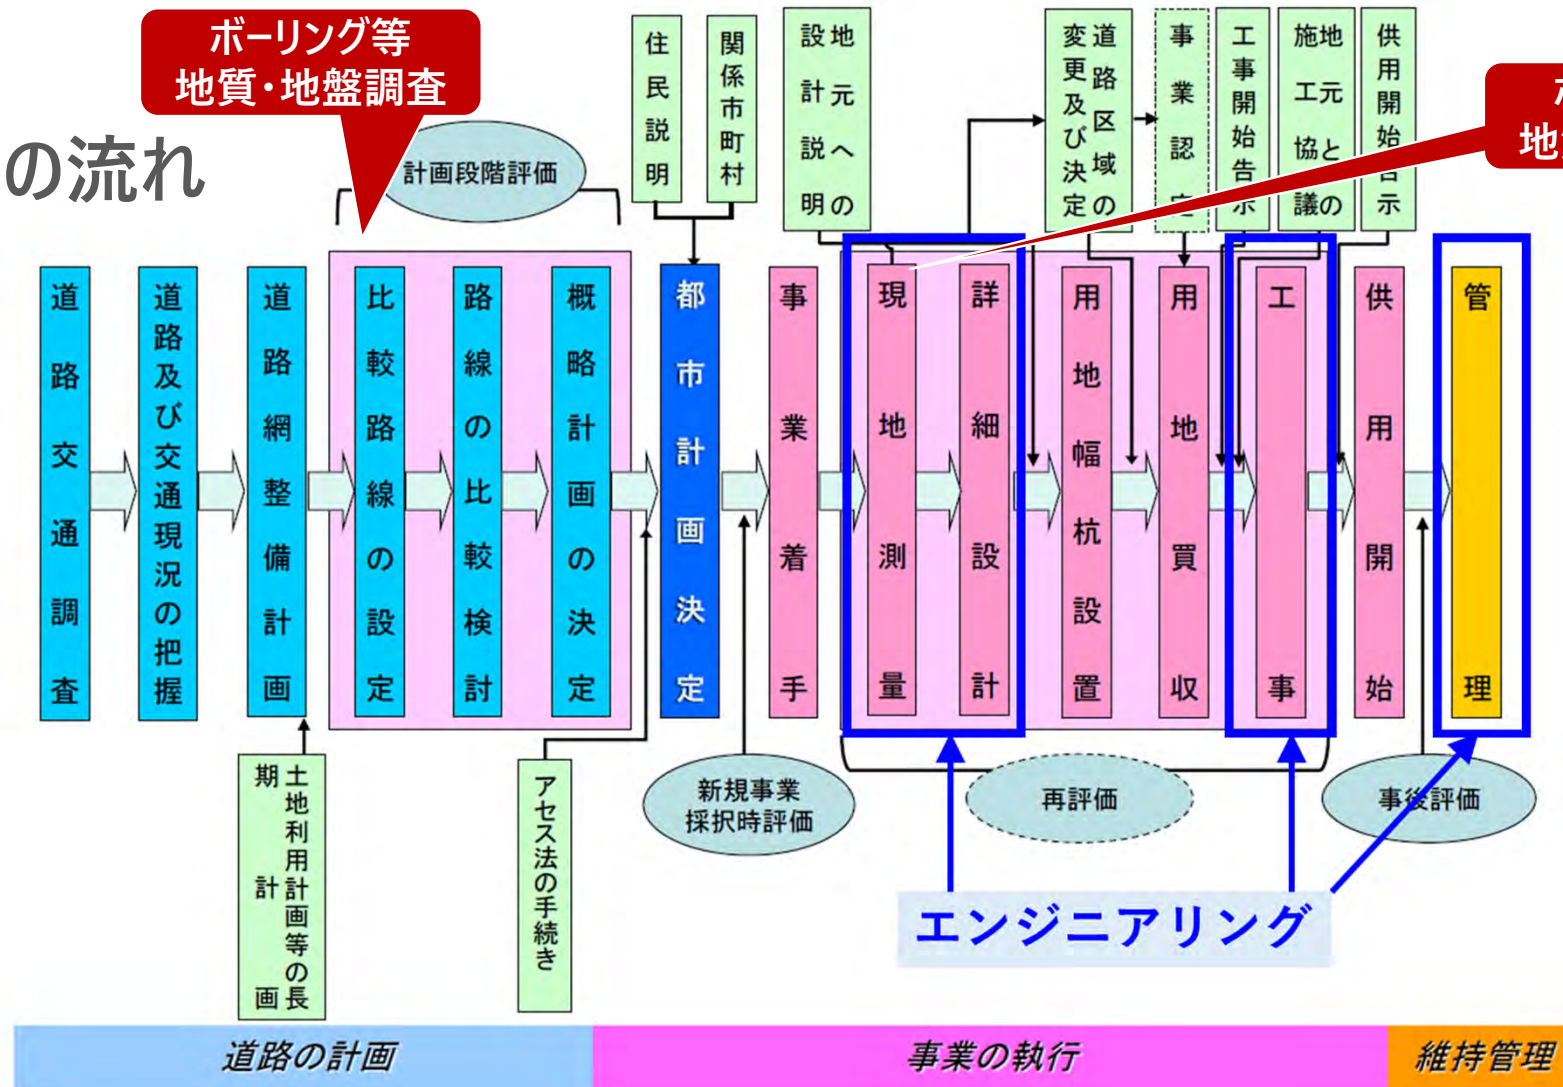 の流れ
ボーリング等
地質・地盤調査
計画段階評価
住民説明
関係市町村
地元への
設計説明
道路区域の
変更及び決定
事業認定
工事開始告示
地元との
施工協議
供用開始告示
地
道路交通調査
道路及び交通現況の把握
道路網整備計画
比較路線の設定
路線の比較検討
概略計画の決定
都市計画決定
事業着手
現地測量
詳細設計
用地幅杭設置
用地買収
工事
供用開始
管理
土地利用計画等の長
期計画
アセス法の手続き
新規事業
採択時評価
再評価
事後評価
エンジニアリング
道路の計画
事業の執行
維持管理